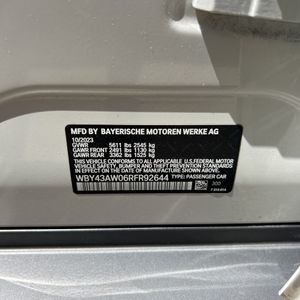 MFD BY BAYERISCHE MOTOREN WERKE AG
10/2023
GVWR 5611 lbs 2545 kg
GAWR FRONT 2491 lbs 1130 kg
GAWR REAR 3362 lbs 1525 kg
THIS VEHICLE CONFORMS TO ALL APPLICABLE U.S. FEDERAL MOTOR
VEHICLE SAFETY, BUMPER AND THEFT PREVENTION STANDARDS
IN EFFECT ON THE DATE OF MANUFACTURE SHOWN ABOVE.
WBY43AW06RFR92644 TYPE: PASSENGER CAR
300